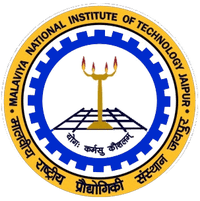 MALAVIYA NATIONAL INSTITUTE OF TECHNOLOGY JAIPUR
योगः कर्मसु कौशलम्
मालवीय राष्ट्रीय प्रौद्योगिकी संस्थान जयपुर